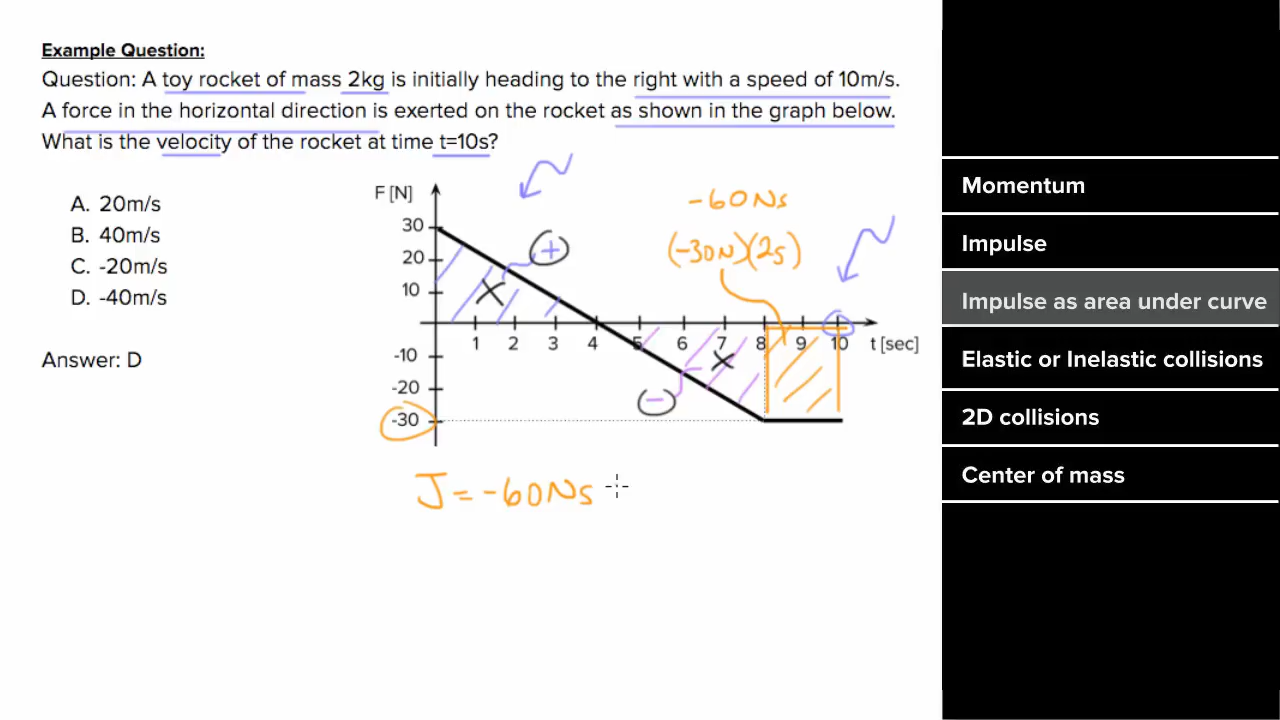 Example Question:
Question: A toy rocket of mass 2kg is initially heading to the right with a speed of 10m/s.
A force in the horizontal direction is exerted on the rocket as shown in the graph below.
What is the velocity of the rocket at time t=10s?
A. 20m/s
B. 40m/s
C. -20m/s
D. -40m/s
Answer: D
F [N]
30
20
10
-10
-20
-30
1 2 3 4 5 6 7 8 9 10 t [sec]
+
-
-60Ns
(-30N)(2s)
J = -60Ns
Momentum
Impulse
Impulse as area under curve
Elastic or Inelastic collisions
2D collisions
Center of mass